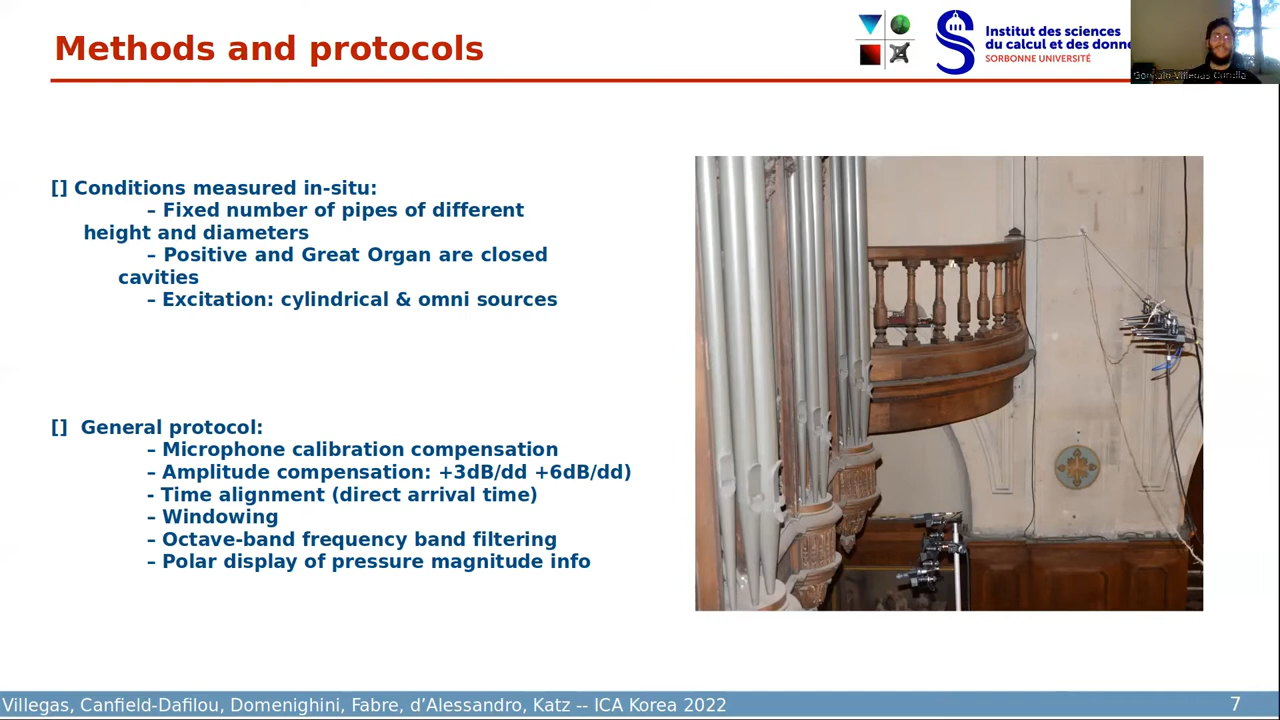 Methods and protocols
Institut des sciences
du calcul et des donne
SORBONNE UNIVERSITÉ
[] Conditions measured in-situ:
– Fixed number of pipes of different
height and diameters
– Positive and Great Organ are closed
cavities
– Excitation: cylindrical & omni sources
[] General protocol:
– Microphone calibration compensation
– Amplitude compensation: +3dB/dd +6dB/dd)
- Time alignment (direct arrival time)
– Windowing
– Octave-band frequency band filtering
– Polar display of pressure magnitude info
Villegas, Canfield-Dafilou, Domenighini, Fabre, d’Alessandro, Katz -- ICA Korea 2022
7